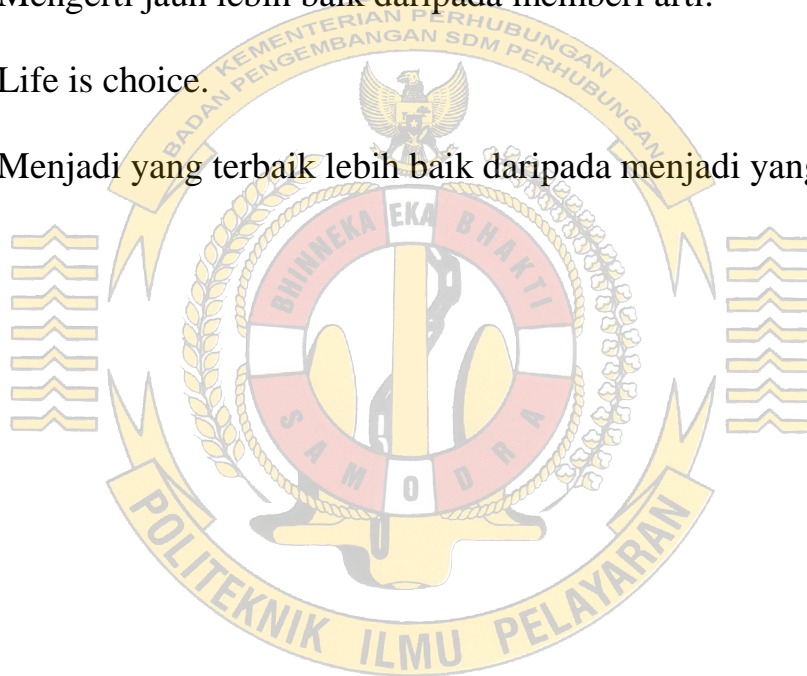 Mengerti jauh lebih baik daripada memberi arti.
KEMENTERIAN PERHUBUNGAN
BADAN PENGEMBANGAN SDM PERHUBUNGAN
Life is choice.
Menjadi yang terbaik lebih baik daripada menjadi yang
BHINNEKA EKA BHAKTI
SAMODRA
POLITEKNIK ILMU PELAYARAN